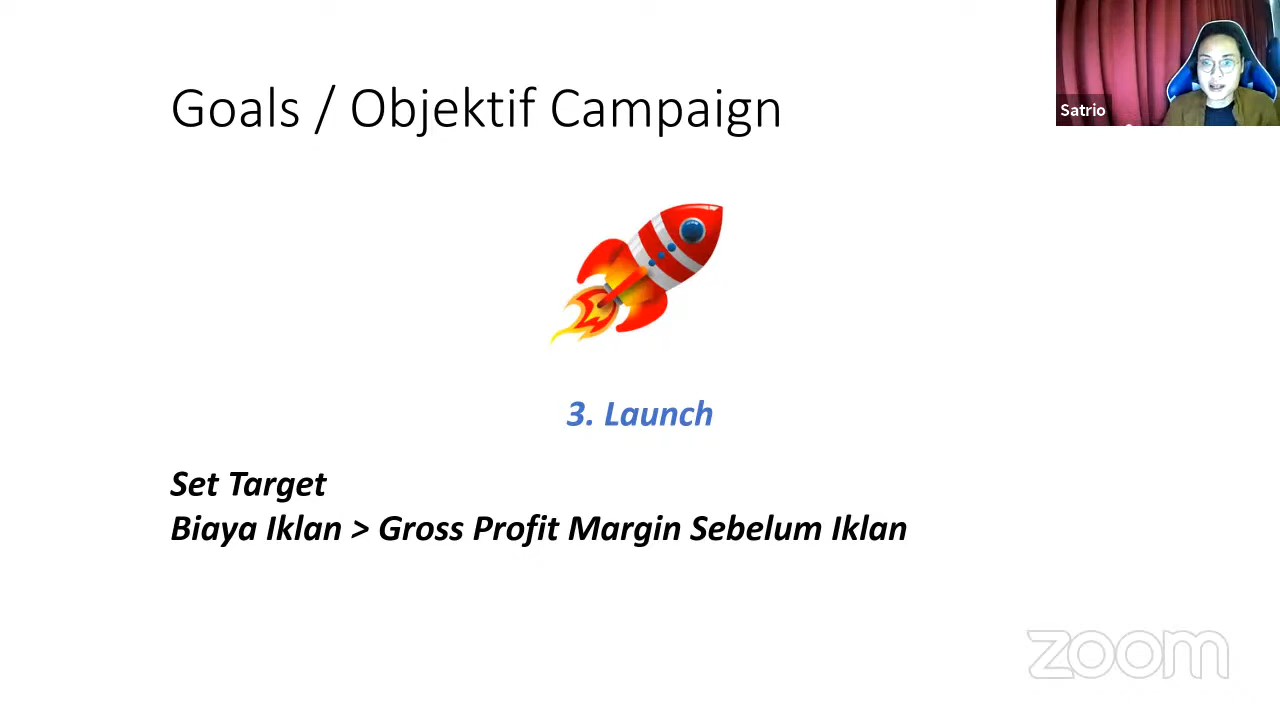 Goals / Objektif Campaign
Satrio
3. Launch
Set Target
Biaya Iklan > Gross Profit Margin Sebelum Iklan
zoom